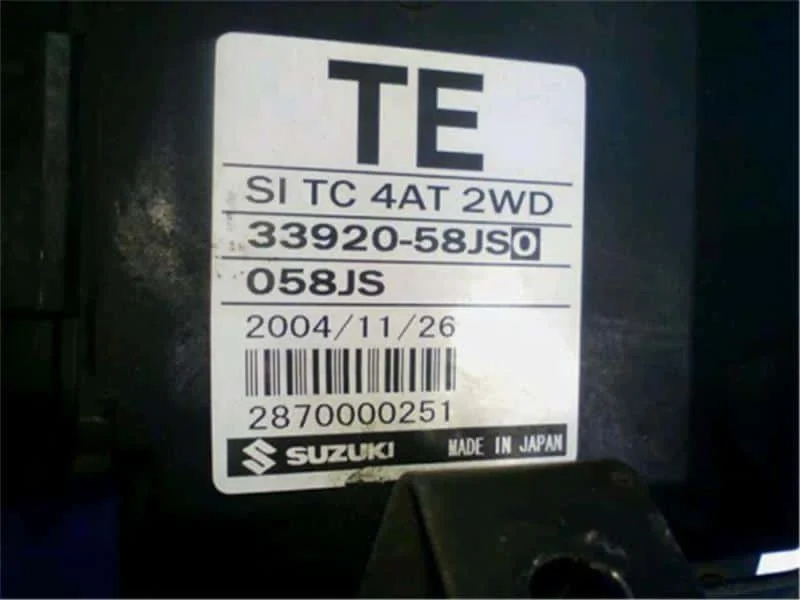 TE
SI TC 4AT 2WD
33920-58JS0
058JS
2004/11/26
2870000251
SUZUKI MADE IN JAPAN